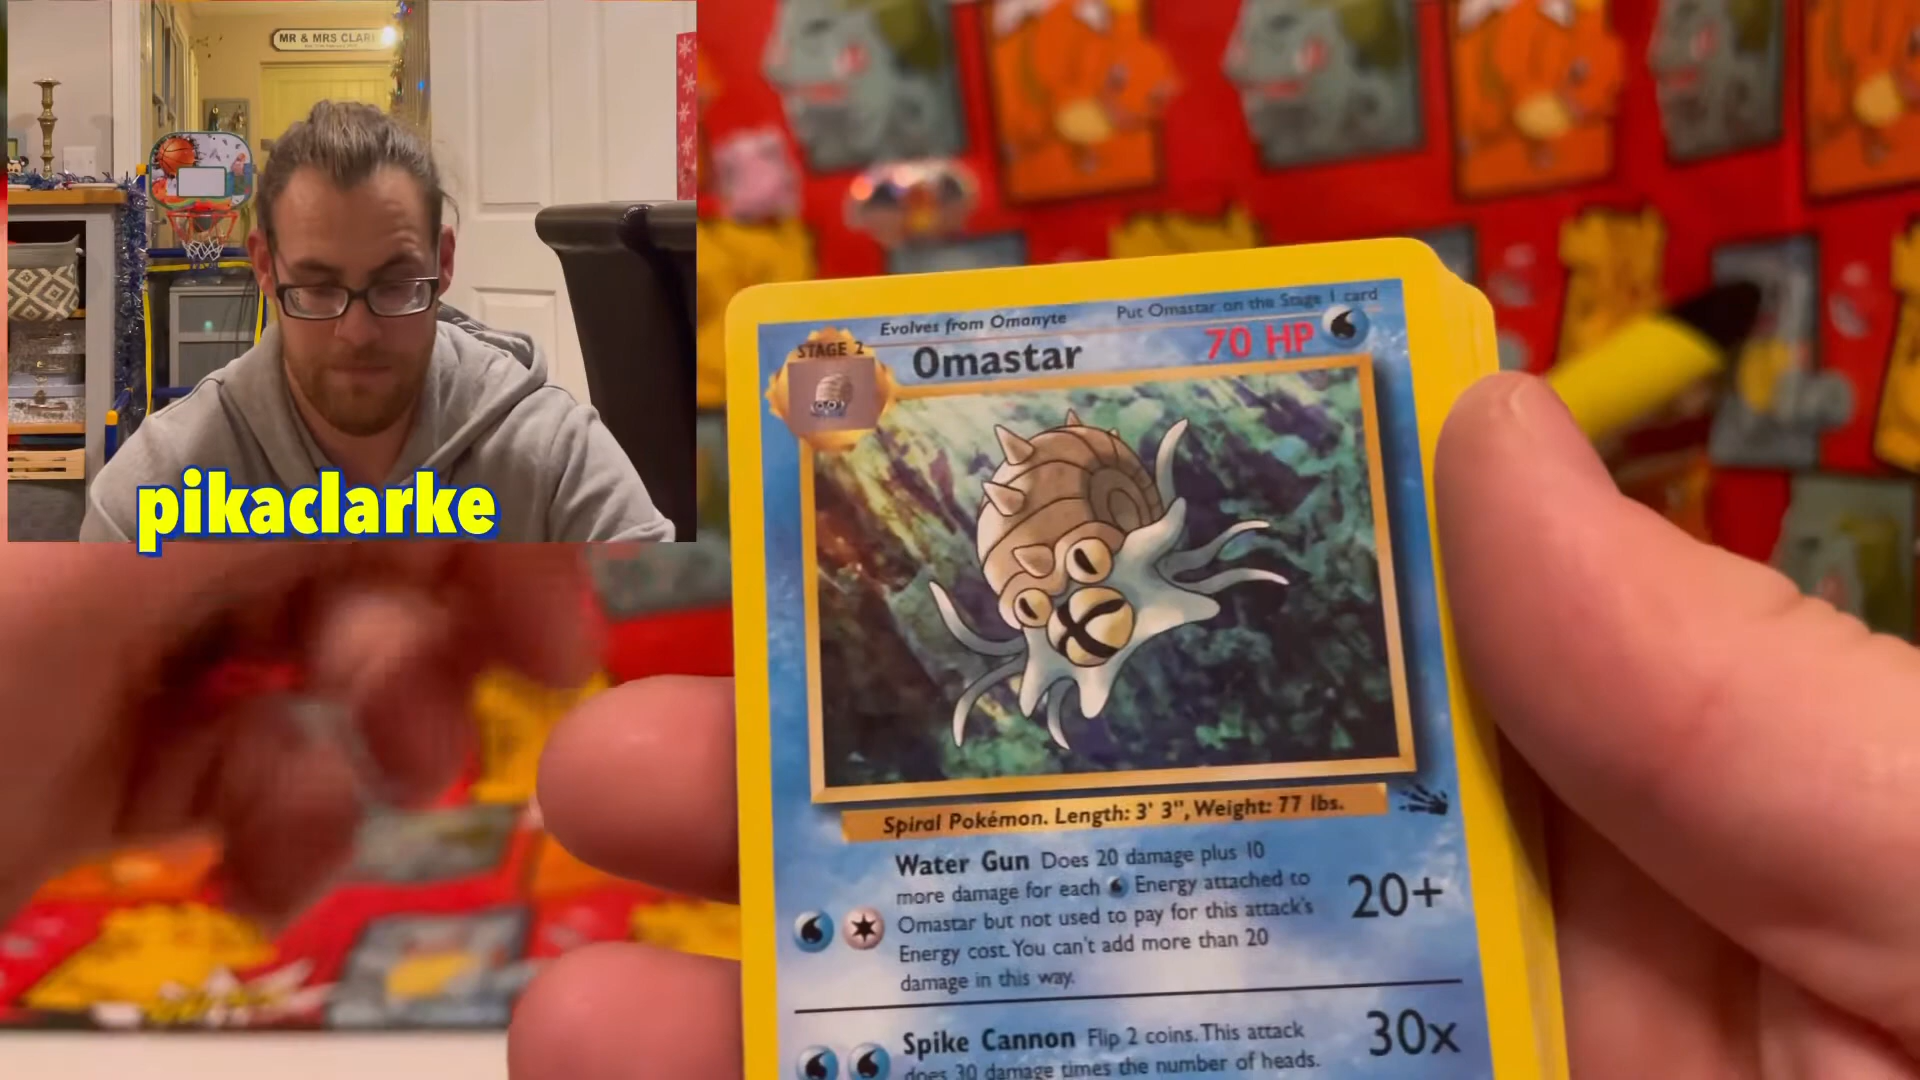 MR & MRS CLAR
pikaclarke
Evolves from Omanyte
Put Omastar on the Stage 1 card
STAGE 2
Omastar
70 HP
Spiral Pokémon. Length: 3' 3", Weight: 77 lbs.
Water Gun Does 20 damage plus 10
more damage for each Energy attached to
Omastar but not used to pay for this attack's
Energy cost. You can't add more than 20
damage in this way.
20+
Spike Cannon Flip 2 coins. This attack
does 30 damage times the number of heads.
30x